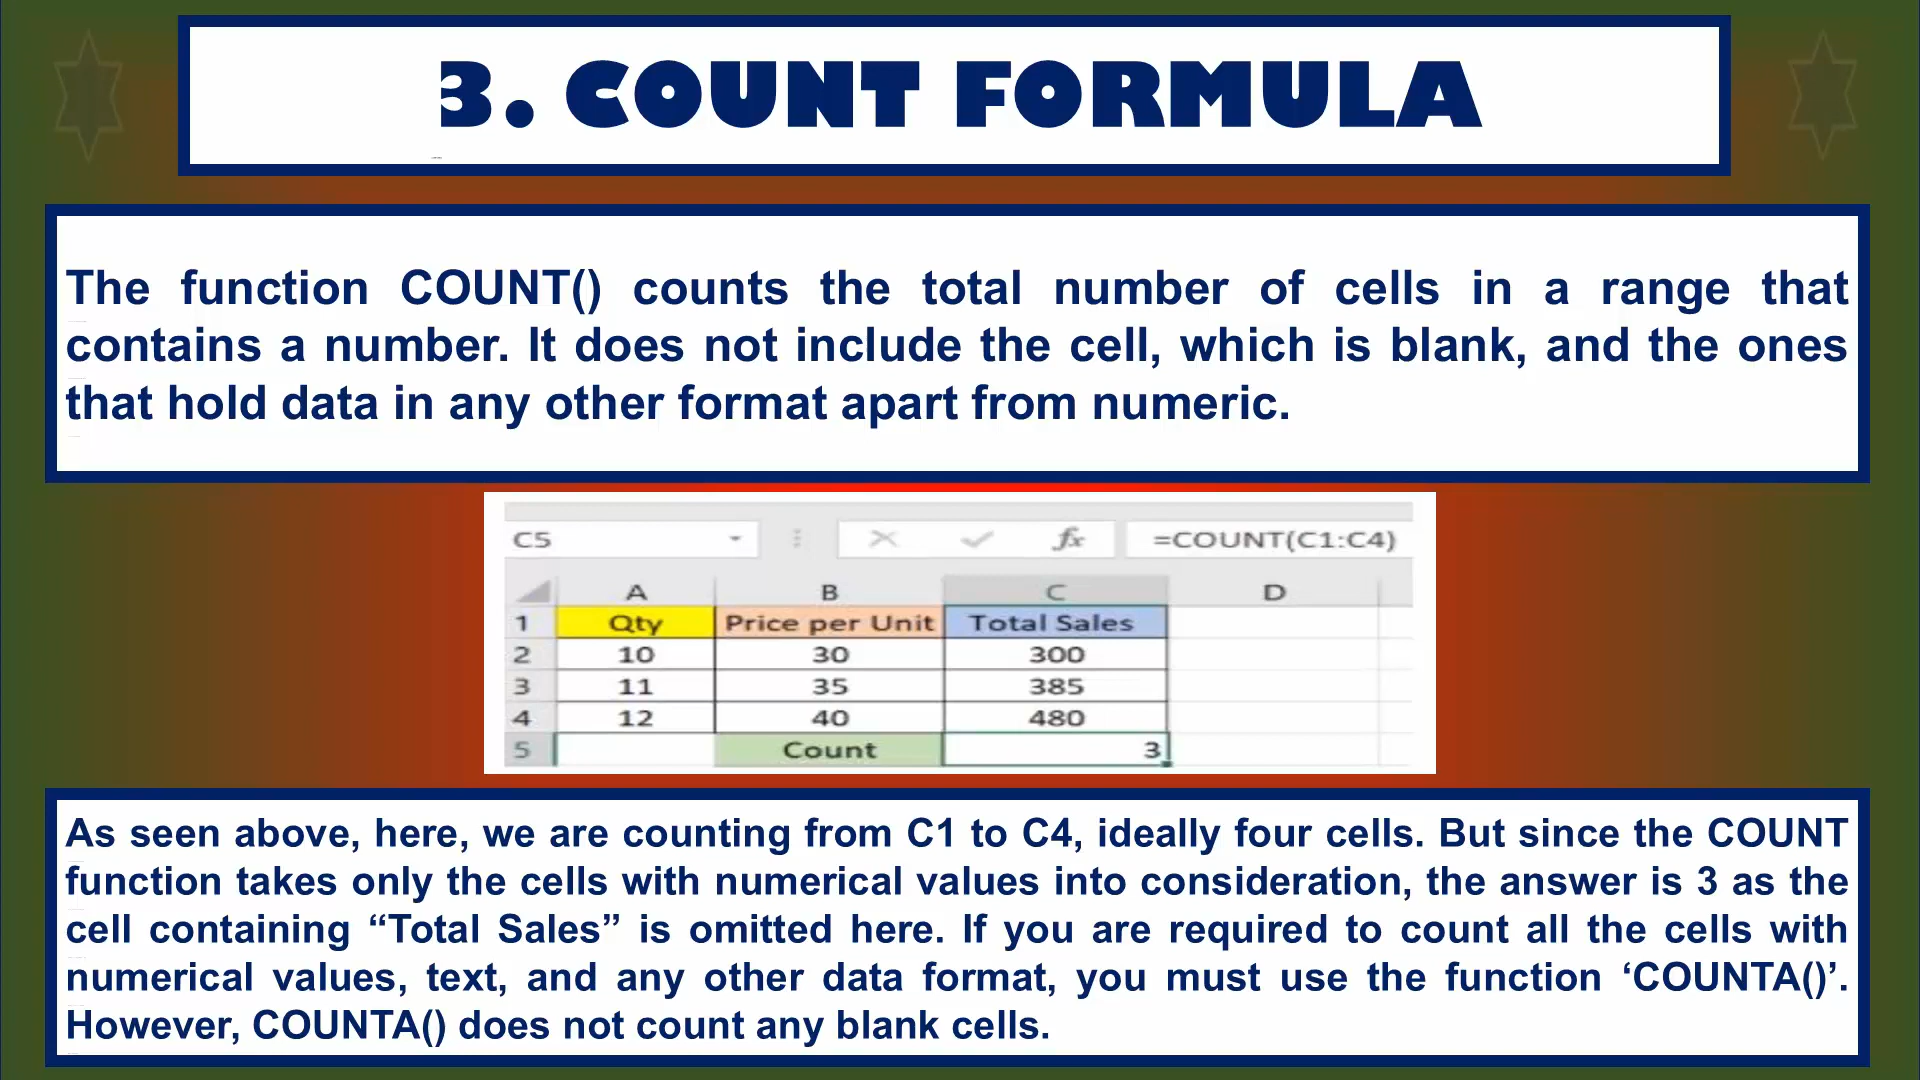 3. COUNT FORMULA
The function COUNT() counts the total number of cells in a range that
contains a number. It does not include the cell, which is blank, and the ones
that hold data in any other format apart from numeric.
C5 fx =COUNT(C1:C4)
A B C D
1 Qty Price per Unit Total Sales
2 10 30 300
3 11 35 385
4 12 40 480
5 Count 3
As seen above, here, we are counting from C1 to C4, ideally four cells. But since the COUNT
function takes only the cells with numerical values into consideration, the answer is 3 as the
cell containing “Total Sales” is omitted here. If you are required to count all the cells with
numerical values, text, and any other data format, you must use the function ‘COUNTA()’.
However, COUNTA() does not count any blank cells.